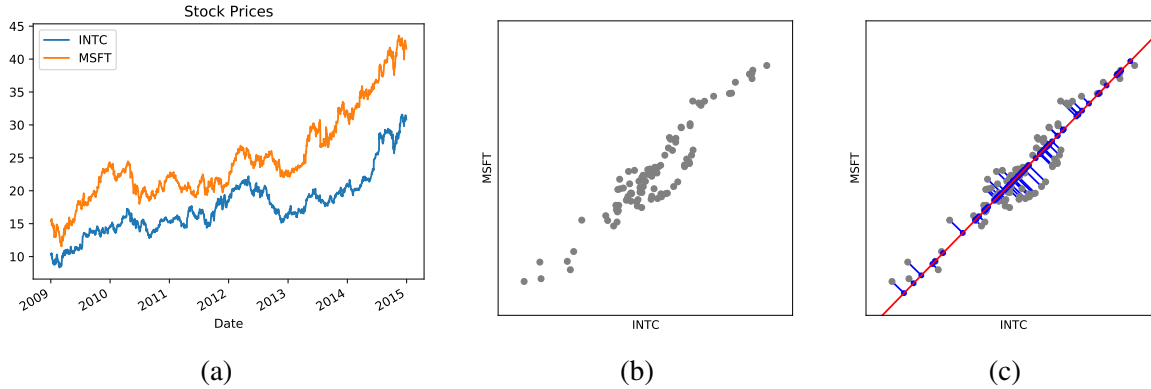 Stock Prices
INTC
MSFT
45
40
35
30
25
20
15
10
2009
2010
2011
2012
2013
2014
2015
Date
(a)
MSFT
INTC
(b)
MSFT
INTC
(c)